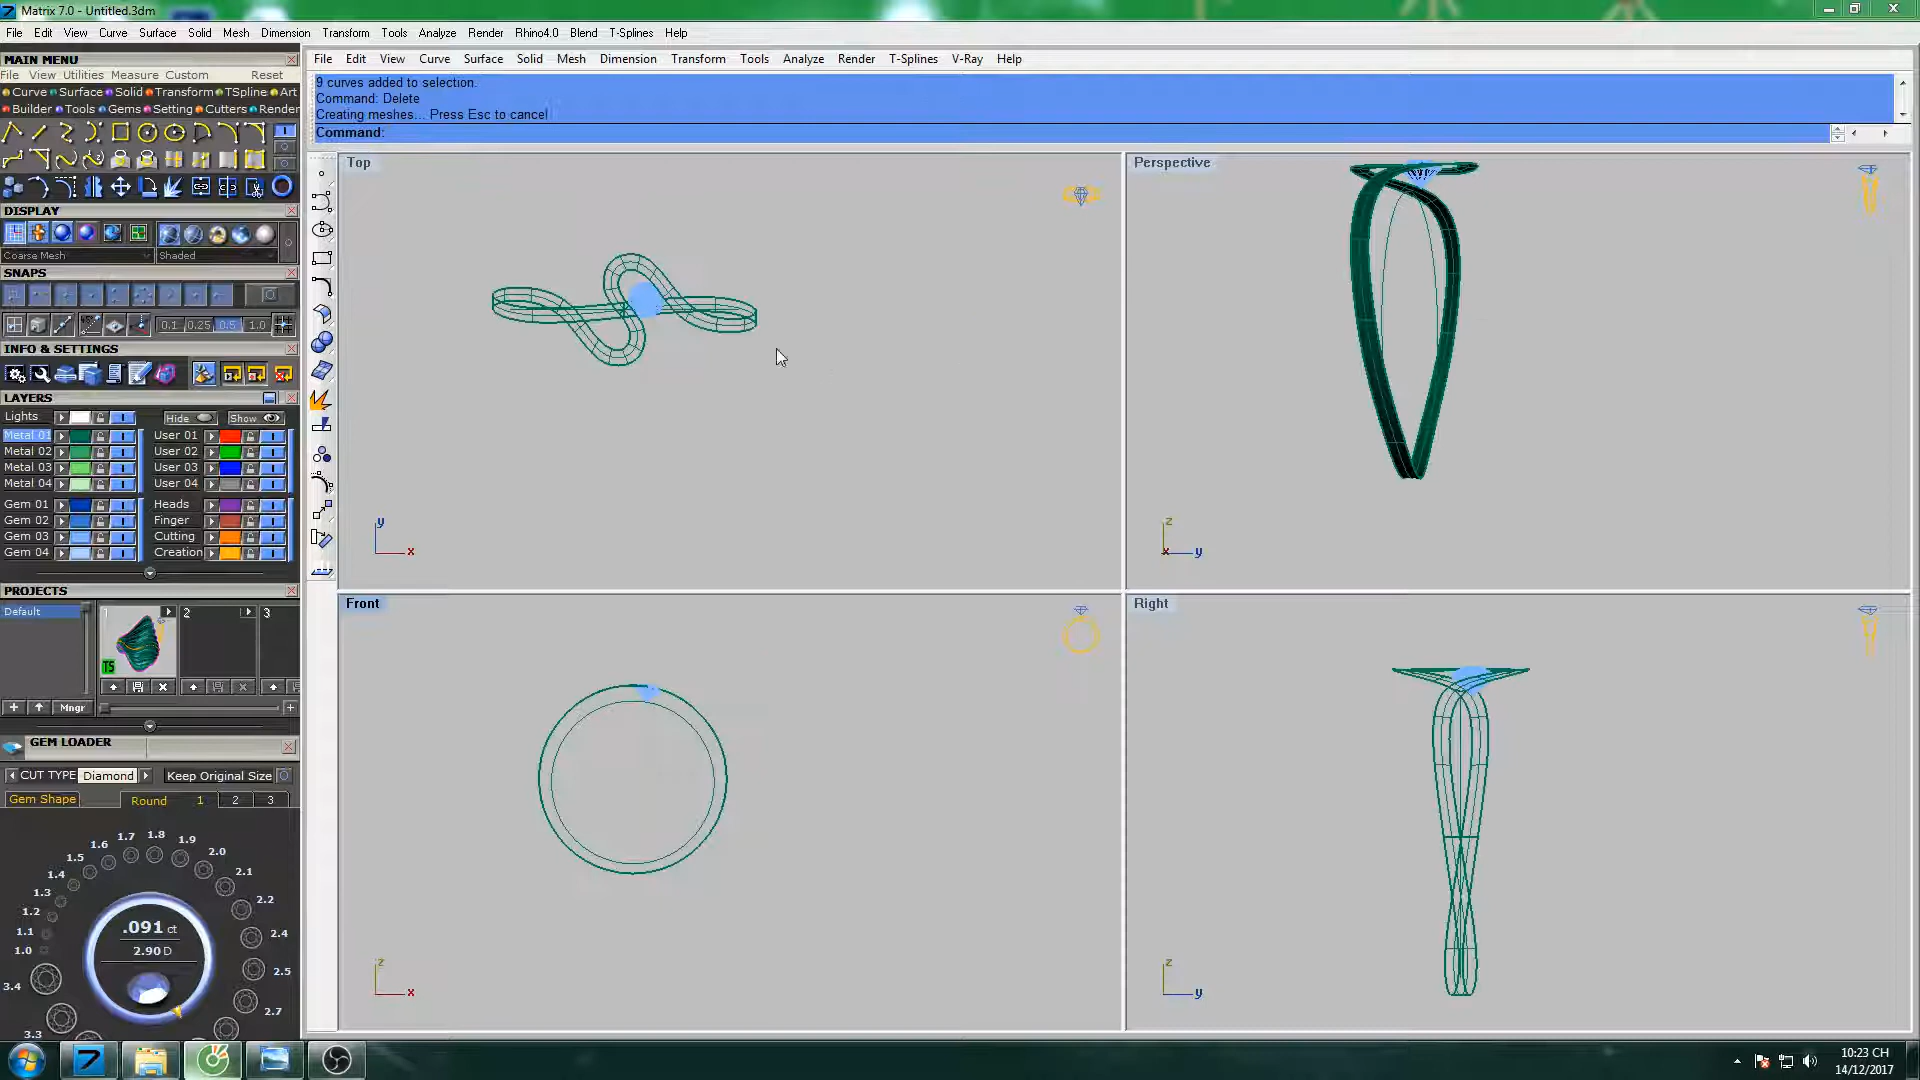 Matrix 7.0 - Untitled.3dm
File Edit View Curve Surface Solid Mesh Dimension Transform Tools Analyze Render Rhino4.0 Blend T-Splines Help
MAIN MENU
File View Utilities Measure Custom Reset
Curve Surface Solid Transform TSpline Art
Builder Tools Gems Setting Cutters Render
DISPLAY
Coarse Mesh Shaded
SNAPS
0.1 0.25 0.5 1.0
INFO & SETTINGS
LAYERS
Lights Hide Show
Metal 01 User 01
Metal 02 User 02
Metal 03 User 03
Metal 04 User 04
Gem 01 Heads
Gem 02 Finger
Gem 03 Cutting
Gem 04 Creation
PROJECTS
Default 1 2 3
TS
Mngr
GEM LOADER
CUT TYPE Diamond Keep Original Size
Gem Shape Round 1 2 3
1.7 1.8 1.9
1.6 2.0
1.5 2.1
1.4
1.3 2.2
1.2
1.1 2.4
1.0
.091 ct
2.90 D
2.5
3.4
2.7
3.3
File Edit View Curve Surface Solid Mesh Dimension Transform Tools Analyze Render T-Splines V-Ray Help
9 curves added to selection.
Command: Delete
Creating meshes... Press Esc to cancel
Command:
Top
y
x
Perspective
z
x y
Front
z
x
Right
z
y
10:23 CH
14/12/2017